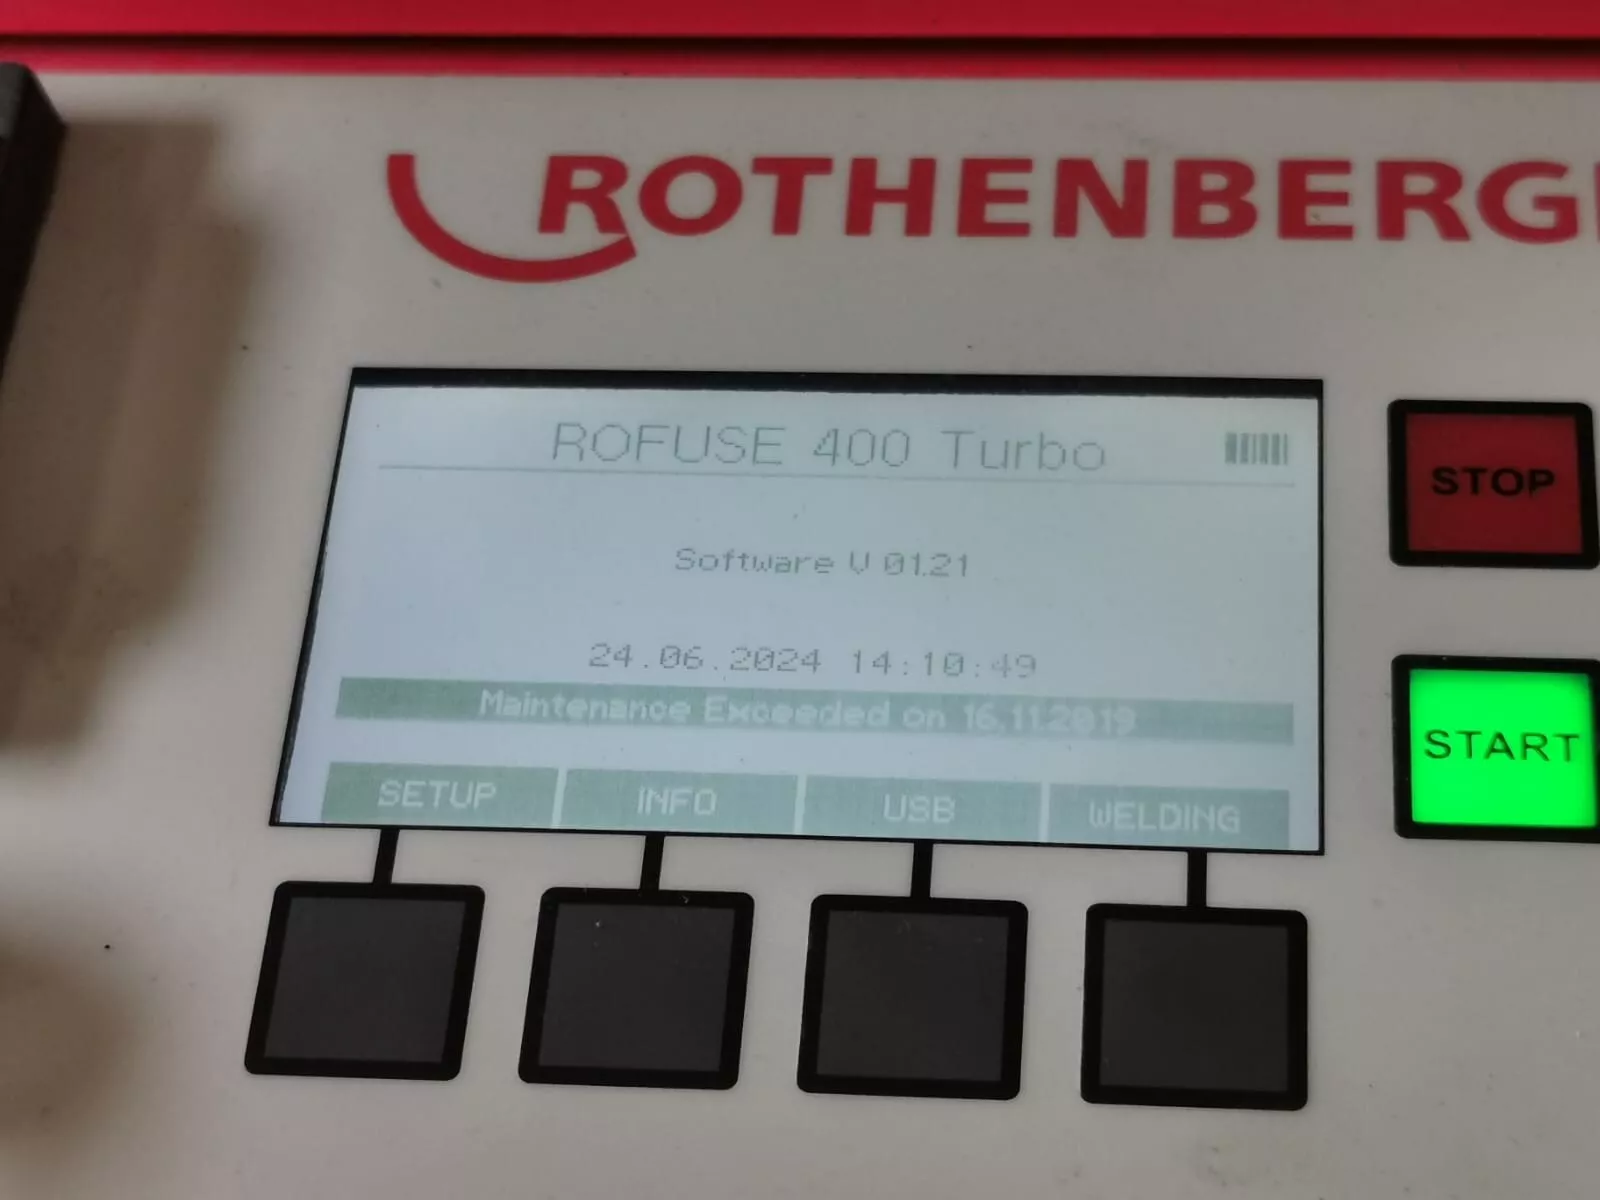 ROTHENBERGE
ROFUSE 400 Turbo
STOP
Software V 01.21
24.06.2024 14:10:49
Maintenance Exceeded on 16.11.2019
START
SETUP INFO USB WELDING